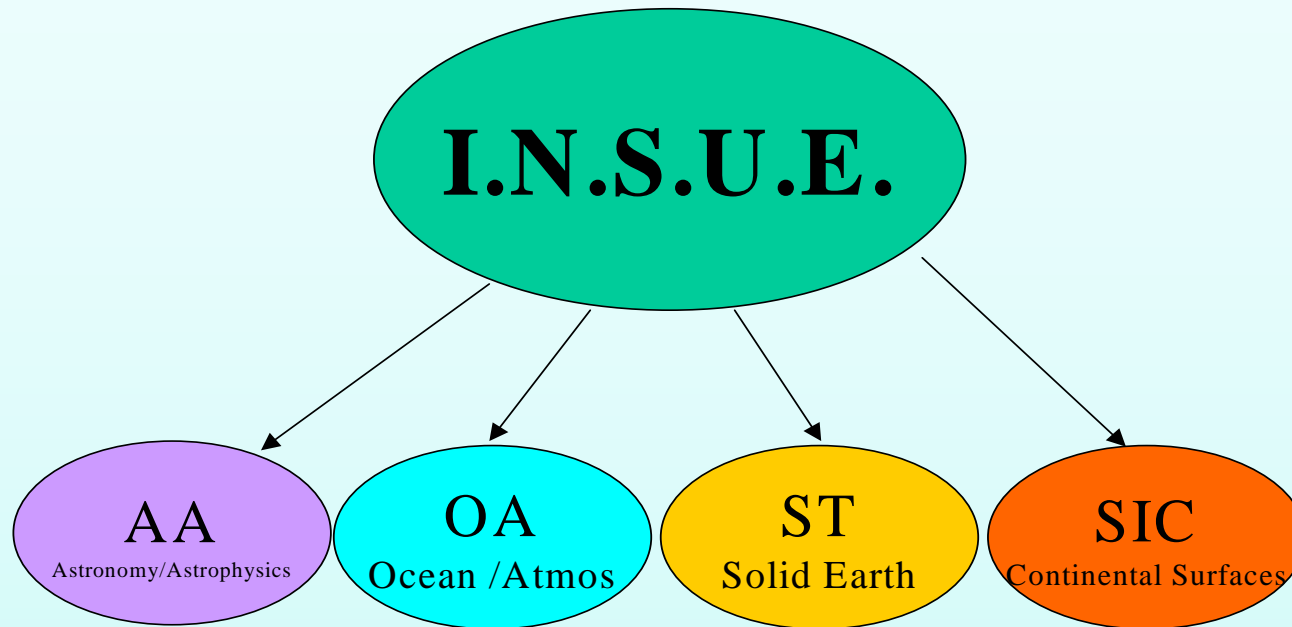 I.N.S.U.E.
AA
Astronomy/Astrophysics
OA
Ocean /Atmos
ST
Solid Earth
SIC
Continental Surfaces